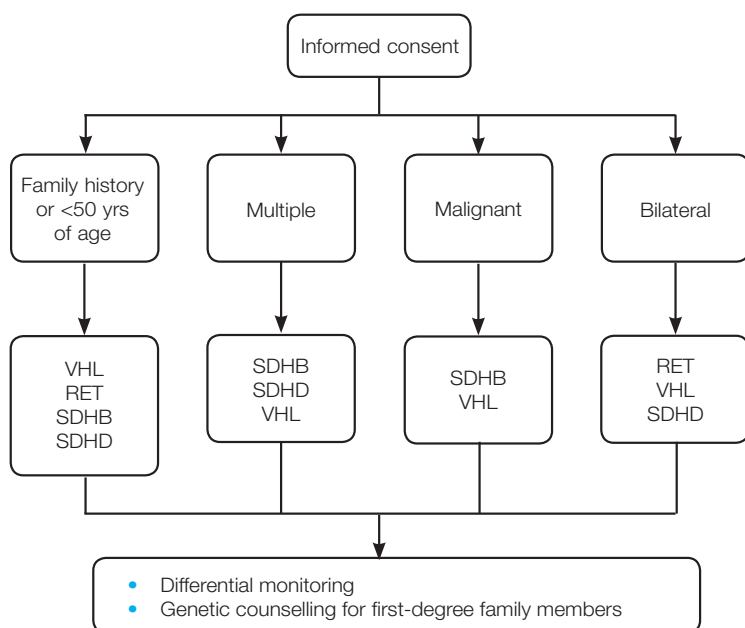 Informed consent
Family history
or <50 yrs
of age
Multiple
Malignant
Bilateral
VHL
RET
SDHB
SDHD
SDHB
SDHD
VHL
SDHB
VHL
RET
VHL
SDHD
• Differential monitoring
• Genetic counselling for first-degree family members